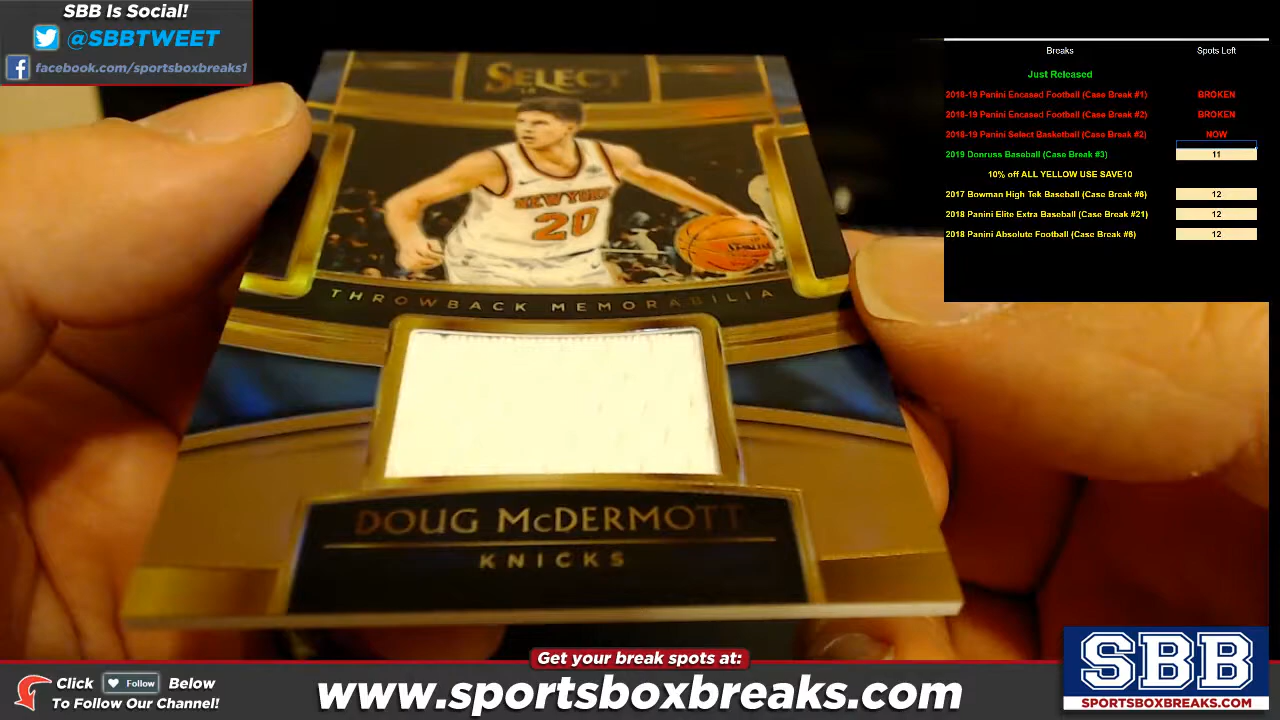 SBB Is Social!
@SBBTWEET
facebook.com/sportsboxbreaks1
SELECT
NEW YORK
20
SPALDING
THROWBACK MEMORABILIA
DOUG McDERMOTT
KNICKS
Breaks Spots Left
Just Released
2018-19 Panini Encased Football (Case Break #1) BROKEN
2018-19 Panini Encased Football (Case Break #2) BROKEN
2018-19 Panini Select Basketball (Case Break #2) NOW
2019 Donruss Baseball (Case Break #3) 11
10% off ALL YELLOW USE SAVE10
2017 Bowman High Tek Baseball (Case Break #6) 12
2018 Panini Elite Extra Baseball (Case Break #21) 12
2018 Panini Absolute Football (Case Break #6) 12
Get your break spots at:
Click Follow Below
To Follow Our Channel!
www.sportsboxbreaks.com
SBB
SPORTSBOXBREAKS.COM